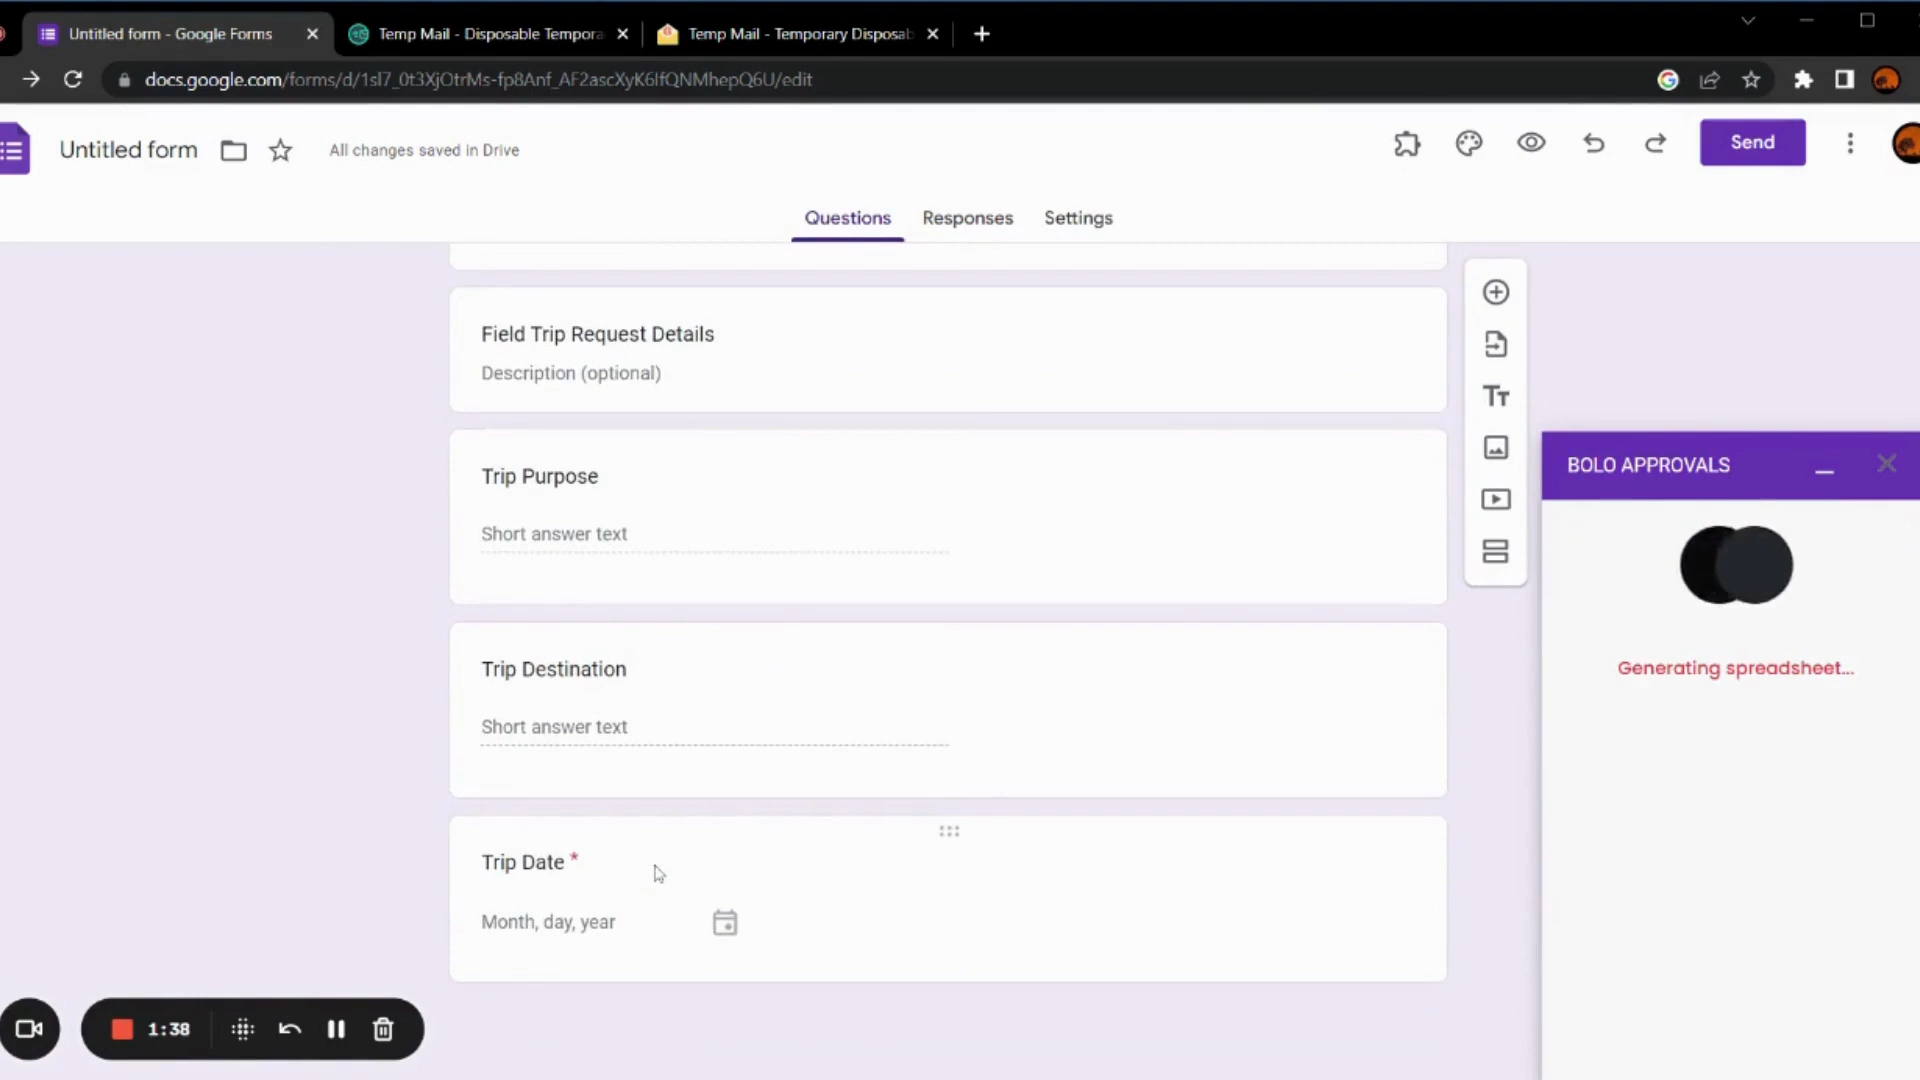 Untitled form - Google Forms
Temp Mail - Disposable Tempora
Temp Mail - Temporary Disposab
docs.google.com/forms/d/1sl7_0t3XjOtrMs-fp8Anf_AF2ascXyK6lfQNMhepQ6U/edit
Untitled form
All changes saved in Drive
Send
Questions
Responses
Settings
Field Trip Request Details
Description (optional)
Trip Purpose
Short answer text
Trip Destination
Short answer text
Trip Date *
Month, day, year
BOLO APPROVALS
Generating spreadsheet...
1:38